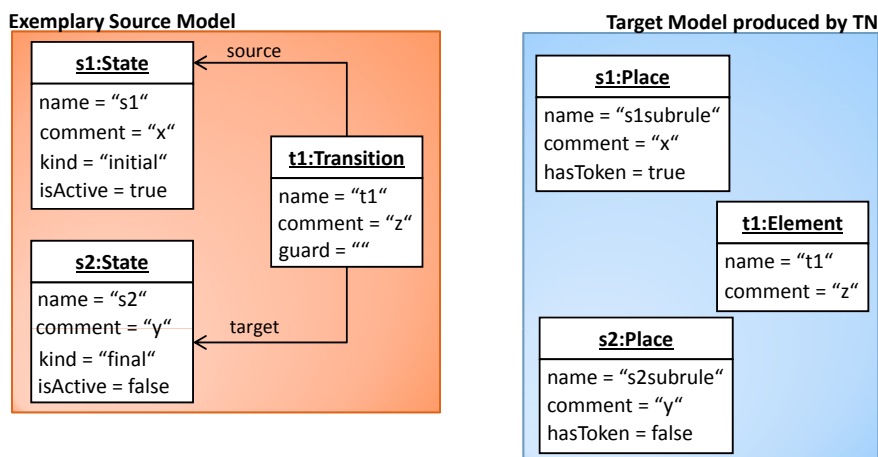 Exemplary Source Model
s1:State
name = “s1“
comment = “x“
kind = “initial“
isActive = true
source
t1:Transition
name = “t1“
comment = “z“
guard = ““
s2:State
name = “s2“
comment = “y“
kind = “final“
isActive = false
target
Target Model produced by TN
s1:Place
name = “s1subrule“
comment = “x“
hasToken = true
t1:Element
name = “t1“
comment = “z“
s2:Place
name = “s2subrule“
comment = “y“
hasToken = false